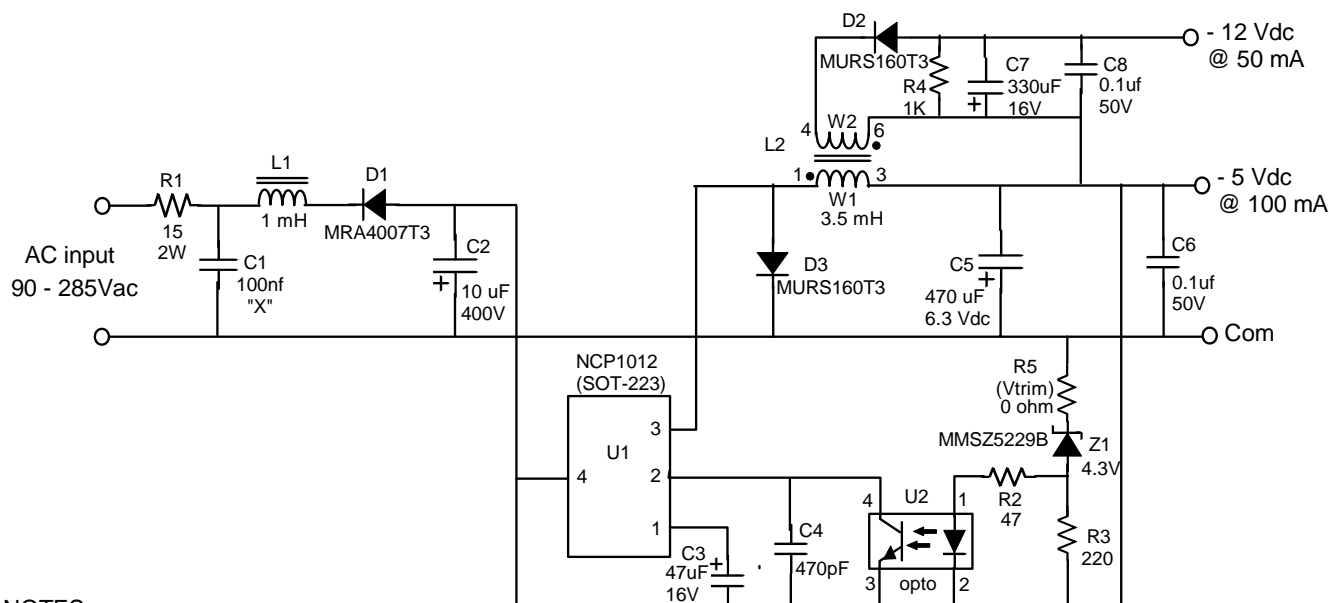 D2
MURS160T3
- 12 Vdc
@ 50 mA
R4
1K
C7
330uF
16V
+
C8
0.1uf
50V
4
W2
6
L2
1
3
W1
3.5 mH
- 5 Vdc
@ 100 mA
R1
15
2W
L1
1 mH
D1
MRA4007T3
AC input
90 - 285Vac
C1
100nf
"X"
C2
+
10 uF
400V
D3
MURS160T3
C5
+
470 uF
6.3 Vdc
C6
0.1uf
50V
Com
NCP1012
(SOT-223)
U1
3
4
2
1
R5
(Vtrim)
0 ohm
MMSZ5229B
Z1
4.3V
C3
+
47uF
16V
C4
470pF
U2
4
1
3
opto
2
R2
47
R3
220